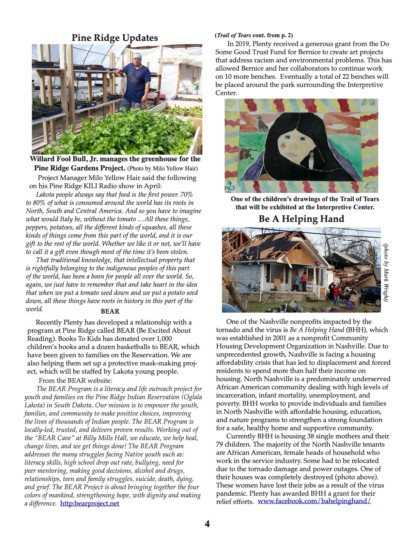 Pine Ridge Updates
Willard Fool Bull, Jr. manages the greenhouse for the
Pine Ridge Gardens Project. (Photo by Milo Yellow Hair)
Project Manager Milo Yellow Hair said the following
on his Pine Ridge KILI Radio show in April:
Lakota people always say that food is the first power. 70%
to 80% of what is consumed around the world has its roots in
North, South and Central America. And so you have to imagine
what would Italy, be without the tomato …All these things,
peppers, potatoes, all the different kinds of squashes, all these
kinds of things come from this part of the world, and it is our
gift to the rest of the world. Whether we like it or not, we'll have
to call it a gift even though most of the time it's been stolen.
That traditional knowledge, that intellectual property that
is rightfully belonging to the indigenous peoples of this part
of the world, has been a boon for people all over the world. So,
again, we just have to remember that and take heart in the idea
that when we put a tomato seed down and we put a potato seed
down, all these things have roots in history in this part of the
world.
BEAR
Recently Plenty has developed a relationship with a
program at Pine Ridge called BEAR (Be Excited About
Reading). Books To Kids has donated over 1,000
children's books and a dozen basketballs to BEAR, which
have been given to families on the Reservation. We are
also helping them set up a protective mask-making proj-
ect, which will be staffed by Lakota young people.
From the BEAR website:
The BEAR Program is a literacy and life outreach project for
youth and families on the Pine Ridge Indian Reservation (Oglala
Lakota) in South Dakota. Our mission is to empower the youth,
families, and community to make positive choices, improving
the lives of thousands of Indian people. The BEAR Program is
locally-led, trusted, and delivers proven results. Working out of
the "BEAR Cave" at Billy Mills Hall, we educate, we help heal,
change lives, and we get things done! The BEAR Program
addresses the many struggles facing Native youth such as:
literacy skills, high school drop out rate, bullying, need for
peer mentoring, making good decisions, alcohol and drugs,
relationships, teen and family struggles, suicide, death, dying,
and grief. The BEAR Project is about bringing together the four
colors of mankind, strengthening hope, with dignity and making
a difference. http:bearproject.net
(Trail of Tears cont. from p. 2)
In 2019, Plenty received a generous grant from the Do
Some Good Trust Fund for Bernice to create art projects
that address racism and environmental problems. This has
allowed Bernice and her collaborators to continue work
on 10 more benches. Eventually a total of 22 benches will
be placed around the park surrounding the Interpretive
Center.
One of the children's drawings of the Trail of Tears
that will be exhibited at the Interpretive Center.
Be A Helping Hand
(photo by Mark Wright)
One of the Nashville nonprofits impacted by the
tornado and the virus is Be A Helping Hand (BHH), which
was established in 2001 as a nonprofit Community
Housing Development Organization in Nashville. Due to
unprecedented growth, Nashville is facing a housing
affordability crisis that has led to displacement and forced
residents to spend more than half their income on
housing. North Nashville is a predominately underserved
African American community dealing with high levels of
incarceration, infant mortality, unemployment, and
poverty. BHH works to provide individuals and families
in North Nashville with affordable housing, education,
and nature programs to strengthen a strong foundation
for a safe, healthy home and supportive community.
Currently BHH is housing 38 single mothers and their
79 children. The majority of the North Nashville tenants
are African American, female heads of household who
work in the service industry. Some had to be relocated
due to the tornado damage and power outages. One of
their houses was completely destroyed (photo above).
These women have lost their jobs as a result of the virus
pandemic. Plenty has awarded BHH a grant for their
relief efforts. www.facebook.com/bahelpinghand/
4